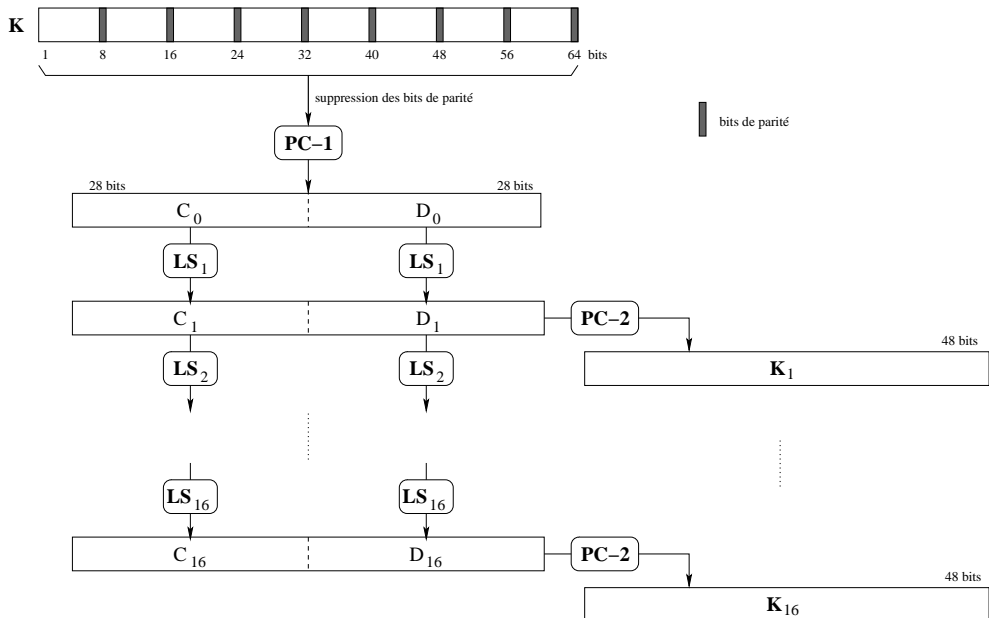 K
1 8 16 24 32 40 48 56 64 bits
suppression des bits de parité
bits de parité
PC−1
28 bits 28 bits
C0 D0
LS1 LS1
C1 D1 PC−2
48 bits
LS2 LS2 K1
LS16 LS16
C16 D16 PC−2
48 bits
K16